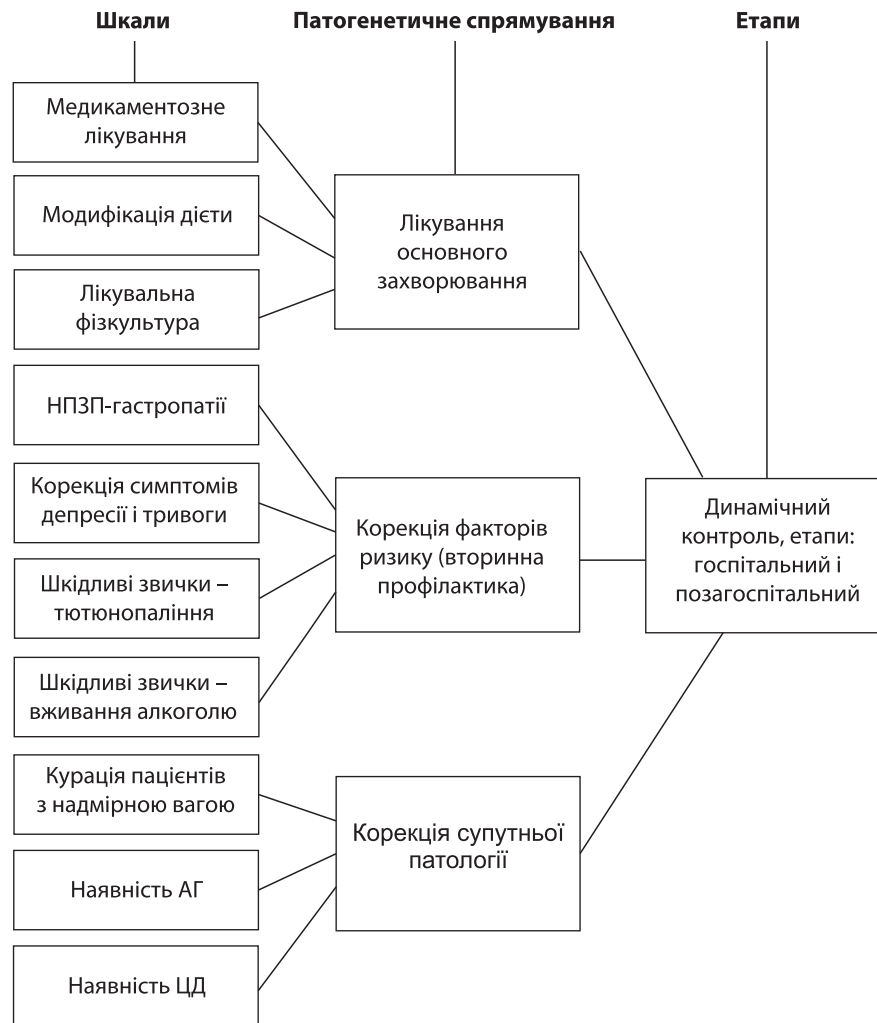 Шкали
Патогенетичне спрямування
Етапи
Медикаментозне
лікування
Модифікація дієти
Лікувальна
фізкультура
НПЗП-гастропатії
Корекція симптомів
депресії і тривоги
Шкідливі звички –
тютюнопаління
Шкідливі звички –
вживання алкоголю
Курація пацієнтів
з надмірною вагою
Наявність АГ
Наявність ЦД
Лікування
основного
захворювання
Корекція факторів
ризику (вторинна
профілактика)
Корекція супутньої
патології
Динамічний
контроль, етапи:
госпітальний і
позагоспітальний